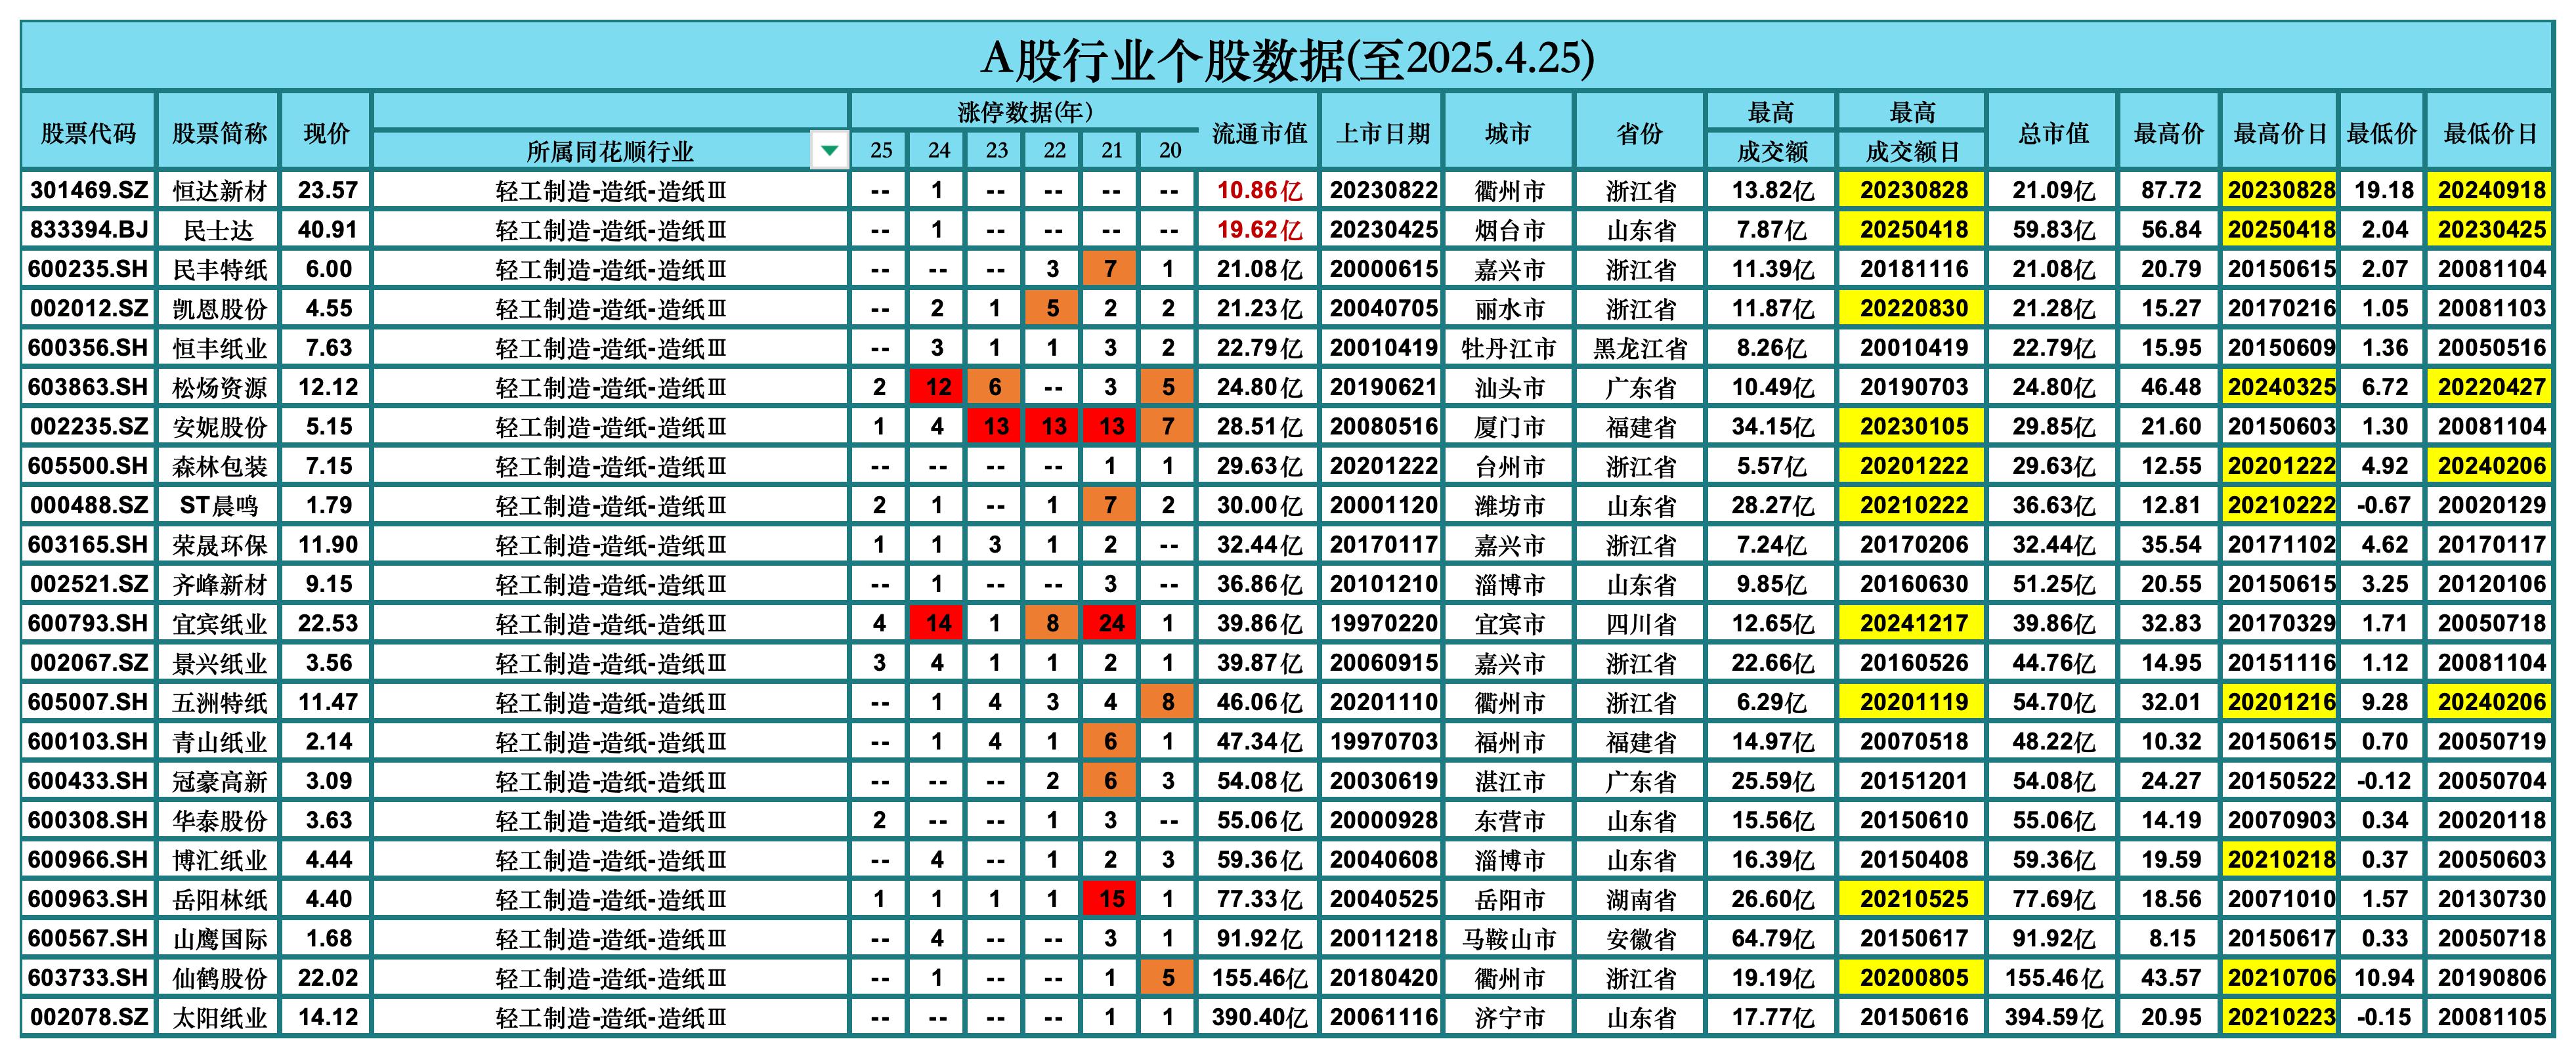 A股行业个股数据(至2025.4.25)
股票代码 股票简称 现价 所属同花顺行业 涨停数据(年) 流通市值 上市日期 城市 省份 最高 最高 总市值 最高价 最高价日 最低价 最低价日
25 24 23 22 21 20 成交额 成交额日
301469.SZ 恒达新材 23.57 轻工制造-造纸-造纸Ⅲ -- 1 -- -- -- -- 10.86亿 20230822 衢州市 浙江省 13.82亿 20230828 21.09亿 87.72 20230828 19.18 20240918
833394.BJ 民士达 40.91 轻工制造-造纸-造纸Ⅲ -- 1 -- -- -- -- 19.62亿 20230425 烟台市 山东省 7.87亿 20250418 59.83亿 56.84 20250418 2.04 20230425
600235.SH 民丰特纸 6.00 轻工制造-造纸-造纸Ⅲ -- -- -- 3 7 1 21.08亿 20000615 嘉兴市 浙江省 11.39亿 20181116 21.08亿 20.79 20150615 2.07 20081104
002012.SZ 凯恩股份 4.55 轻工制造-造纸-造纸Ⅲ -- 2 1 5 2 2 21.23亿 20040705 丽水市 浙江省 11.87亿 20220830 21.28亿 15.27 20170216 1.05 20081103
600356.SH 恒丰纸业 7.63 轻工制造-造纸-造纸Ⅲ -- 3 1 1 3 2 22.79亿 20010419 牡丹江市 黑龙江省 8.26亿 20010419 22.79亿 15.95 20150609 1.36 20050516
603863.SH 松炀资源 12.12 轻工制造-造纸-造纸Ⅲ 2 12 6 -- 3 5 24.80亿 20190621 汕头市 广东省 10.49亿 20190703 24.80亿 46.48 20240325 6.72 20220427
002235.SZ 安妮股份 5.15 轻工制造-造纸-造纸Ⅲ 1 4 13 13 13 7 28.51亿 20080516 厦门市 福建省 34.15亿 20230105 29.85亿 21.60 20150603 1.30 20081104
605500.SH 森林包装 7.15 轻工制造-造纸-造纸Ⅲ -- -- -- -- 1 1 29.63亿 20201222 台州市 浙江省 5.57亿 20201222 29.63亿 12.55 20201222 4.92 20240206
000488.SZ ST晨鸣 1.79 轻工制造-造纸-造纸Ⅲ 2 1 -- 1 7 2 30.00亿 20001120 潍坊市 山东省 28.27亿 20210222 36.63亿 12.81 20210222 -0.67 20020129
603165.SH 荣晟环保 11.90 轻工制造-造纸-造纸Ⅲ 1 1 3 1 2 -- 32.44亿 20170117 嘉兴市 浙江省 7.24亿 20170206 32.44亿 35.54 20171102 4.62 20170117
002521.SZ 齐峰新材 9.15 轻工制造-造纸-造纸Ⅲ -- 1 -- -- 3 -- 36.86亿 20101210 淄博市 山东省 9.85亿 20160630 51.25亿 20.55 20150615 3.25 20120106
600793.SH 宜宾纸业 22.53 轻工制造-造纸-造纸Ⅲ 4 14 1 8 24 1 39.86亿 19970220 宜宾市 四川省 12.65亿 20241217 39.86亿 32.83 20170329 1.71 20050718
002067.SZ 景兴纸业 3.56 轻工制造-造纸-造纸Ⅲ 3 4 1 1 2 1 39.87亿 20060915 嘉兴市 浙江省 22.66亿 20160526 44.76亿 14.95 20151116 1.12 20081104
605007.SH 五洲特纸 11.47 轻工制造-造纸-造纸Ⅲ -- 1 4 3 4 8 46.06亿 20201110 衢州市 浙江省 6.29亿 20201119 54.70亿 32.01 20201216 9.28 20240206
600103.SH 青山纸业 2.14 轻工制造-造纸-造纸Ⅲ -- 1 4 1 6 1 47.34亿 19970703 福州市 福建省 14.97亿 20070518 48.22亿 10.32 20150615 0.70 20050719
600433.SH 冠豪高新 3.09 轻工制造-造纸-造纸Ⅲ -- -- -- 2 6 3 54.08亿 20030619 湛江市 广东省 25.59亿 20151201 54.08亿 24.27 20150522 -0.12 20050704
600308.SH 华泰股份 3.63 轻工制造-造纸-造纸Ⅲ 2 -- -- 1 3 -- 55.06亿 20000928 东营市 山东省 15.56亿 20150610 55.06亿 14.19 20070903 0.34 20020118
600966.SH 博汇纸业 4.44 轻工制造-造纸-造纸Ⅲ -- 4 -- 1 2 3 59.36亿 20040608 淄博市 山东省 16.39亿 20150408 59.36亿 19.59 20210218 0.37 20050603
600963.SH 岳阳林纸 4.40 轻工制造-造纸-造纸Ⅲ 1 1 1 1 15 1 77.33亿 20040525 岳阳市 湖南省 26.60亿 20210525 77.69亿 18.56 20071010 1.57 20130730
600567.SH 山鹰国际 1.68 轻工制造-造纸-造纸Ⅲ -- 4 -- -- 3 1 91.92亿 20011218 马鞍山市 安徽省 64.79亿 20150617 91.92亿 8.15 20150617 0.33 20050718
603733.SH 仙鹤股份 22.02 轻工制造-造纸-造纸Ⅲ -- 1 -- -- 1 5 155.46亿 20180420 衢州市 浙江省 19.19亿 20200805 155.46亿 43.57 20210706 10.94 20190806
002078.SZ 太阳纸业 14.12 轻工制造-造纸-造纸Ⅲ -- -- -- -- 1 1 390.40亿 20061116 济宁市 山东省 17.77亿 20150616 394.59亿 20.95 20210223 -0.15 20081105